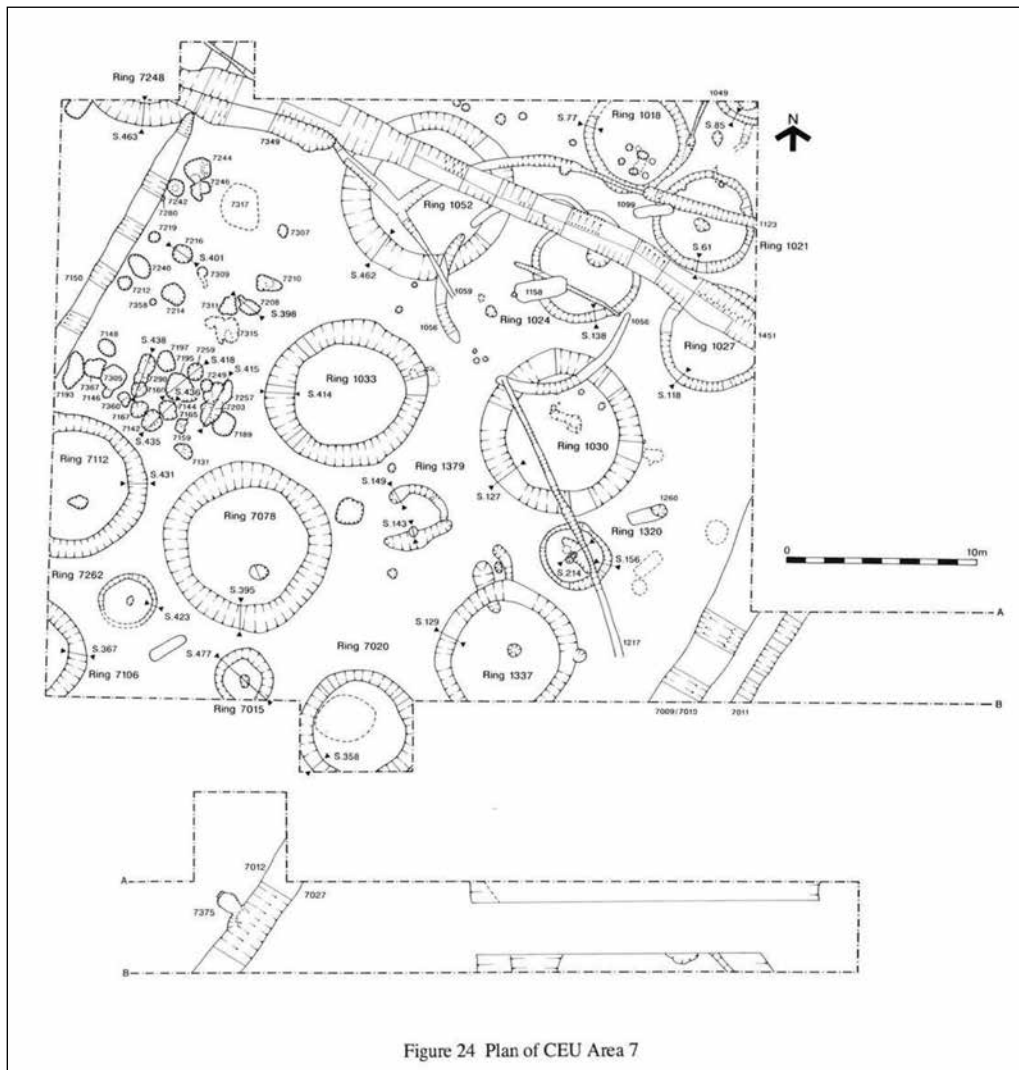 Ring 7248
S.463
7349
7244
7246
7242
7280
7317
7219
7216
S.401
7307
7240
7309
7150
7212
7210
7358
7214
7311
7208
S.398
7315
S.77
Ring 1018
1049
S.85
N
Ring 1052
1099
1123
S.462
S.61
Ring 1021
1059
1158
1056
Ring 1024
1056
S.138
1451
Ring 1027
S.118
7148
S.438
7197
7259
7195
S.418
S.415
7249
7193
7367
7305
7298
7146
7160
S.436
7257
7360
7144
7203
7167
7165
7142
S.435
7159
7189
7131
Ring 1033
S.414
Ring 7112
S.431
Ring 1379
S.149
Ring 1030
S.127
Ring 7078
S.143
1260
Ring 1320
S.214
S.156
0
10m
Ring 7262
S.395
S.423
S.129
1217
A
S.367
S.477
Ring 7020
Ring 7106
Ring 1337
Ring 7015
7009/7010
7011
B
S.358
A
7012
7027
7375
B
Figure 24 Plan of CEU Area 7